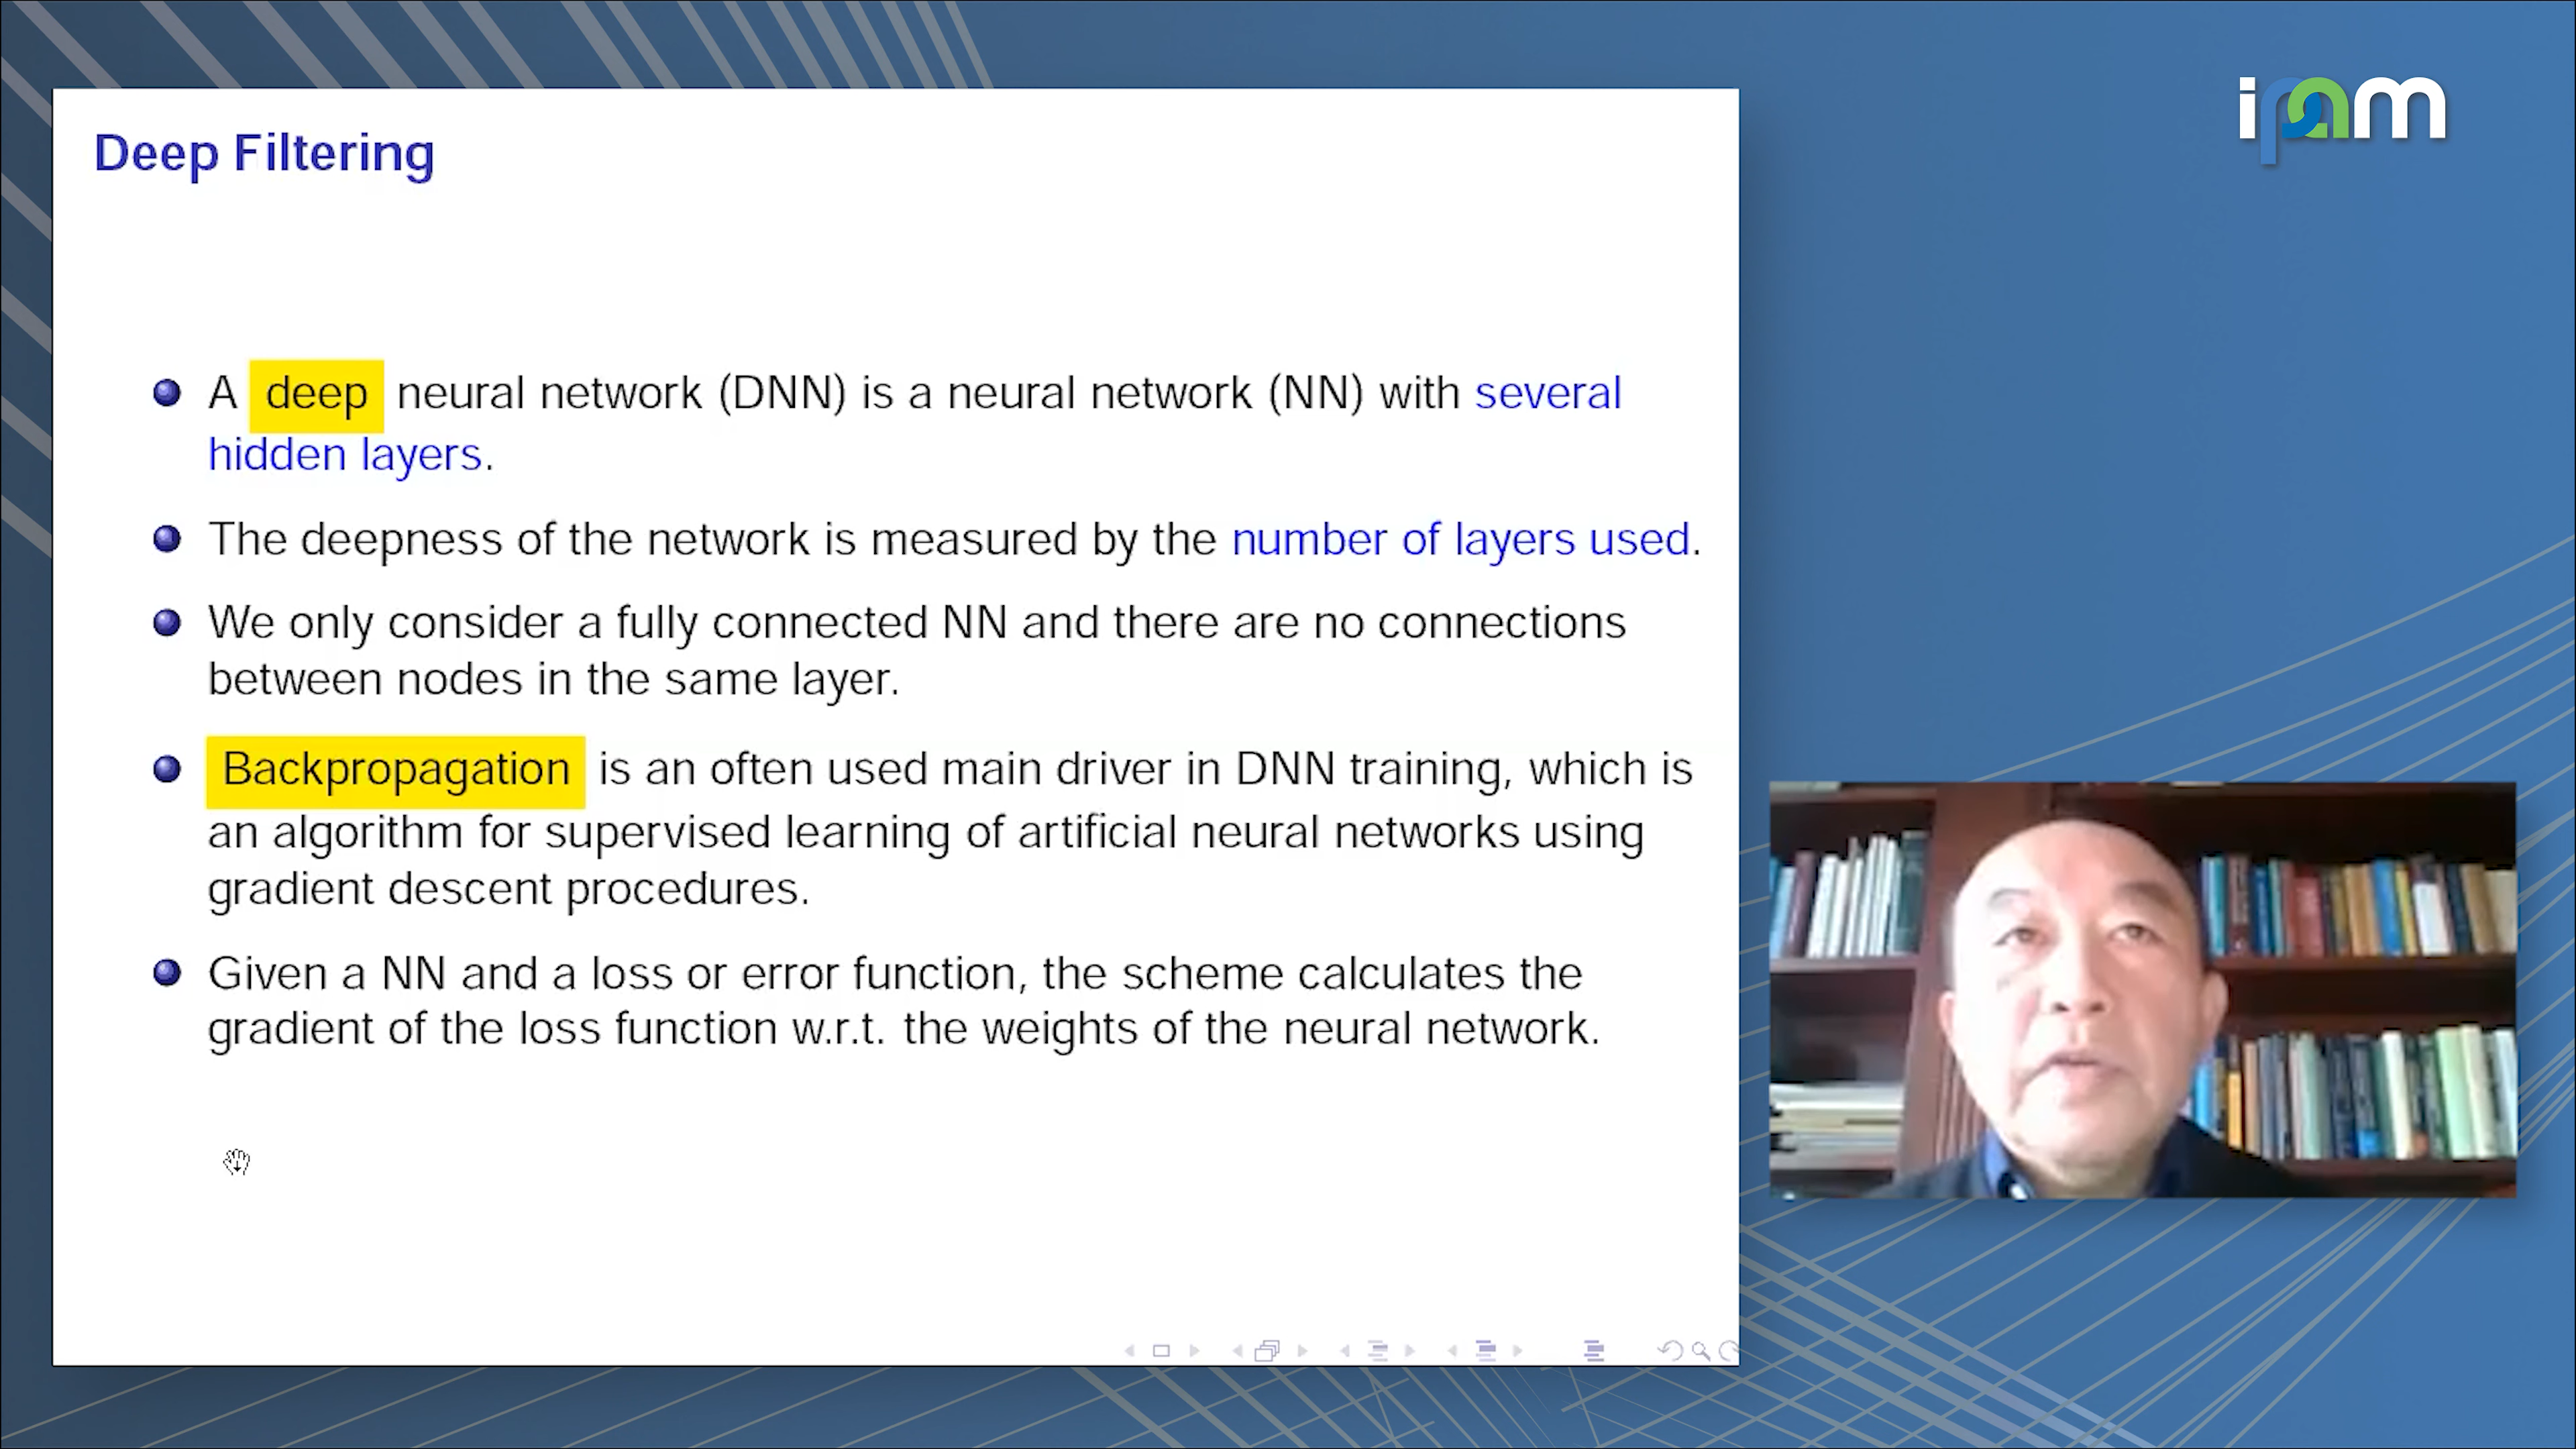 ipam
Deep Filtering
A deep neural network (DNN) is a neural network (NN) with several
hidden layers.
The deepness of the network is measured by the number of layers used.
We only consider a fully connected NN and there are no connections
between nodes in the same layer.
Backpropagation is an often used main driver in DNN training, which is
an algorithm for supervised learning of artificial neural networks using
gradient descent procedures.
Given a NN and a loss or error function, the scheme calculates the
gradient of the loss function w.r.t. the weights of the neural network.